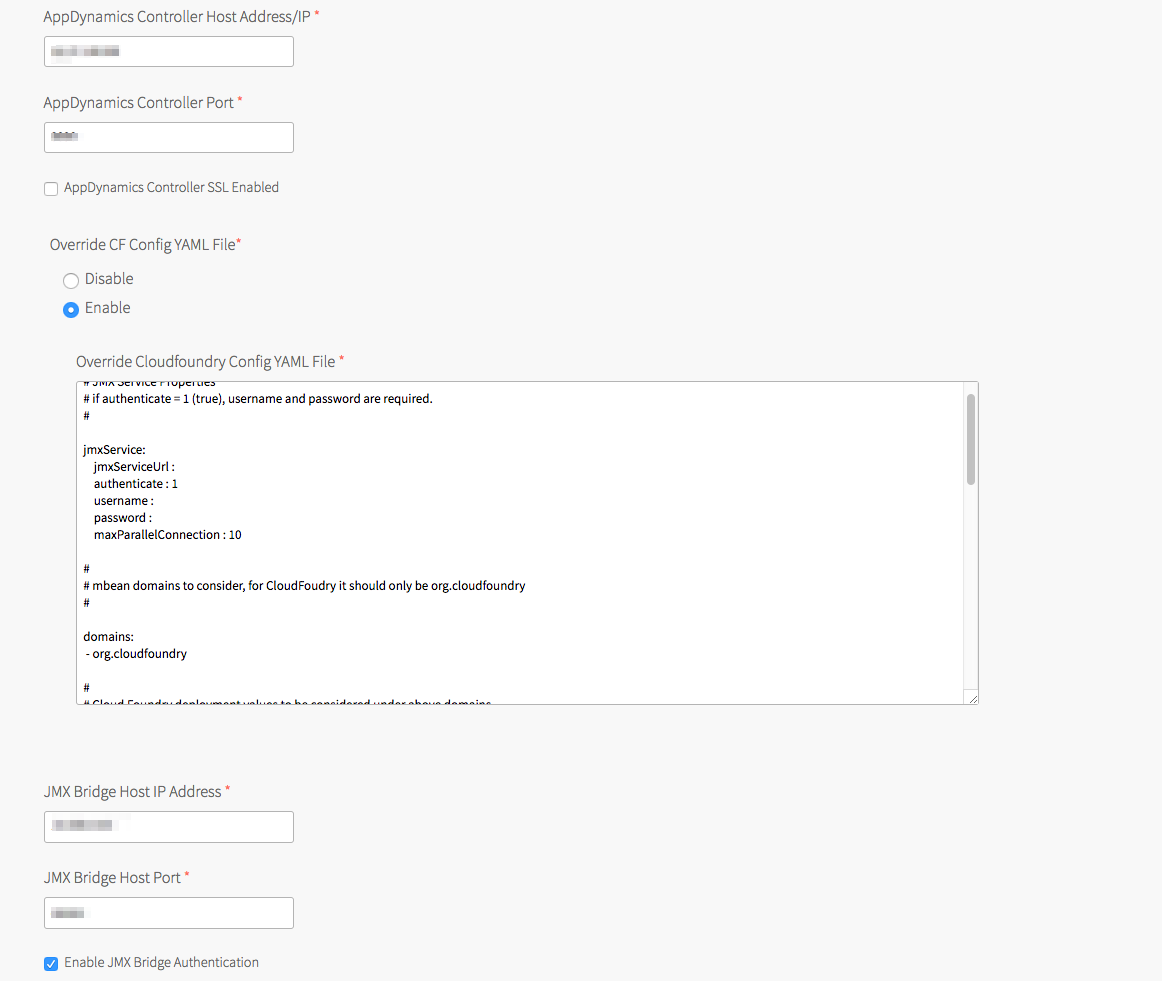 AppDynamics Controller Host Address/IP *
AppDynamics Controller Port *
AppDynamics Controller SSL Enabled
Override CF Config YAML File*
Disable
Enable
Override Cloudfoundry Config YAML File *
# JMX Service Properties
# if authenticate = 1 (true), username and password are required.
#
jmxService:
jmxServiceUrl :
authenticate : 1
username :
password :
maxParallelConnection : 10
#
# mbean domains to consider, for CloudFoudry it should only be org.cloudfoundry
#
domains:
- org.cloudfoundry
#
# Cloud Foundry deployment values to be considered under above domains
JMX Bridge Host IP Address *
JMX Bridge Host Port *
Enable JMX Bridge Authentication